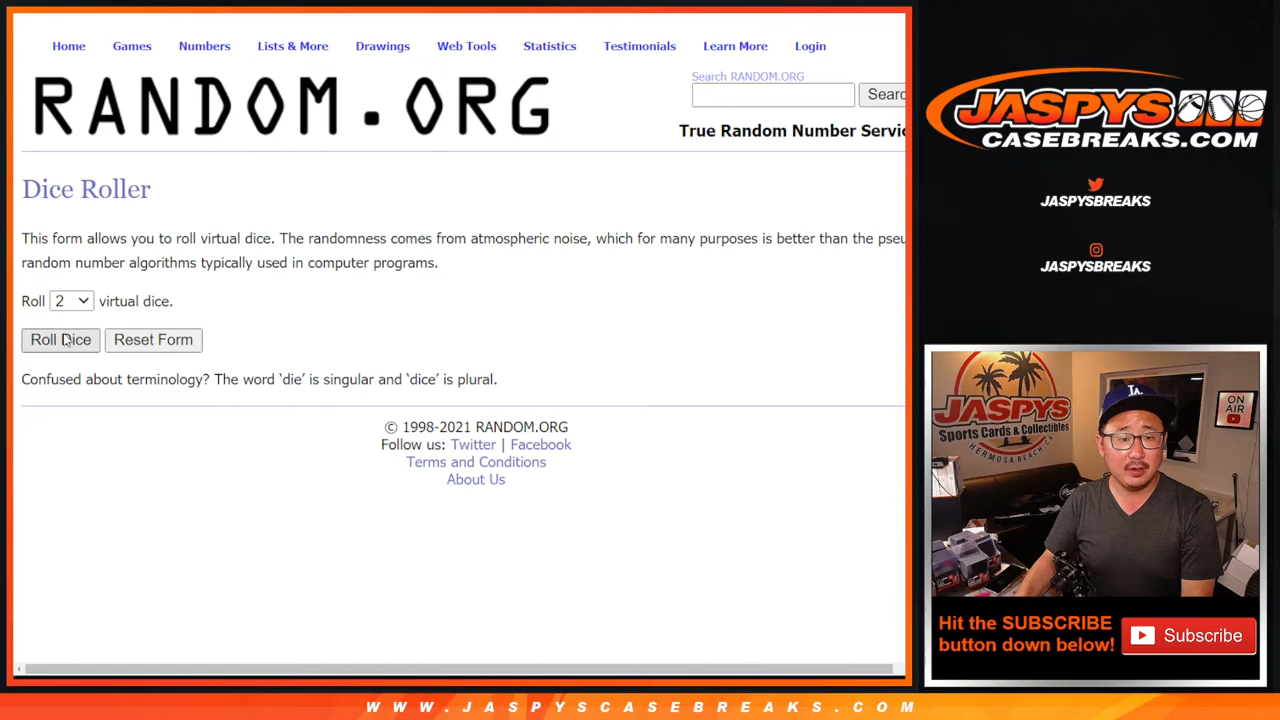 Home Games Numbers Lists & More Drawings Web Tools Statistics Testimonials Learn More Login
RANDOM.ORG
Search RANDOM.ORG
Searc
True Random Number Servic
Dice Roller
This form allows you to roll virtual dice. The randomness comes from atmospheric noise, which for many purposes is better than the pseu
random number algorithms typically used in computer programs.
Roll 2 virtual dice.
Roll Dice Reset Form
Confused about terminology? The word ‘die’ is singular and ‘dice’ is plural.
© 1998-2021 RANDOM.ORG
Follow us: Twitter | Facebook
Terms and Conditions
About Us
JASPYS
CASEBREAKS.COM
JASPYSBREAKS
JASPYSBREAKS
JASPYS
Sports Cards & Collectibles
HERMOSA BEACH, CA
LA
ON
AIR
Hit the SUBSCRIBE
button down below!
Subscribe
WWW.JASPYSCASEBREAKS.COM